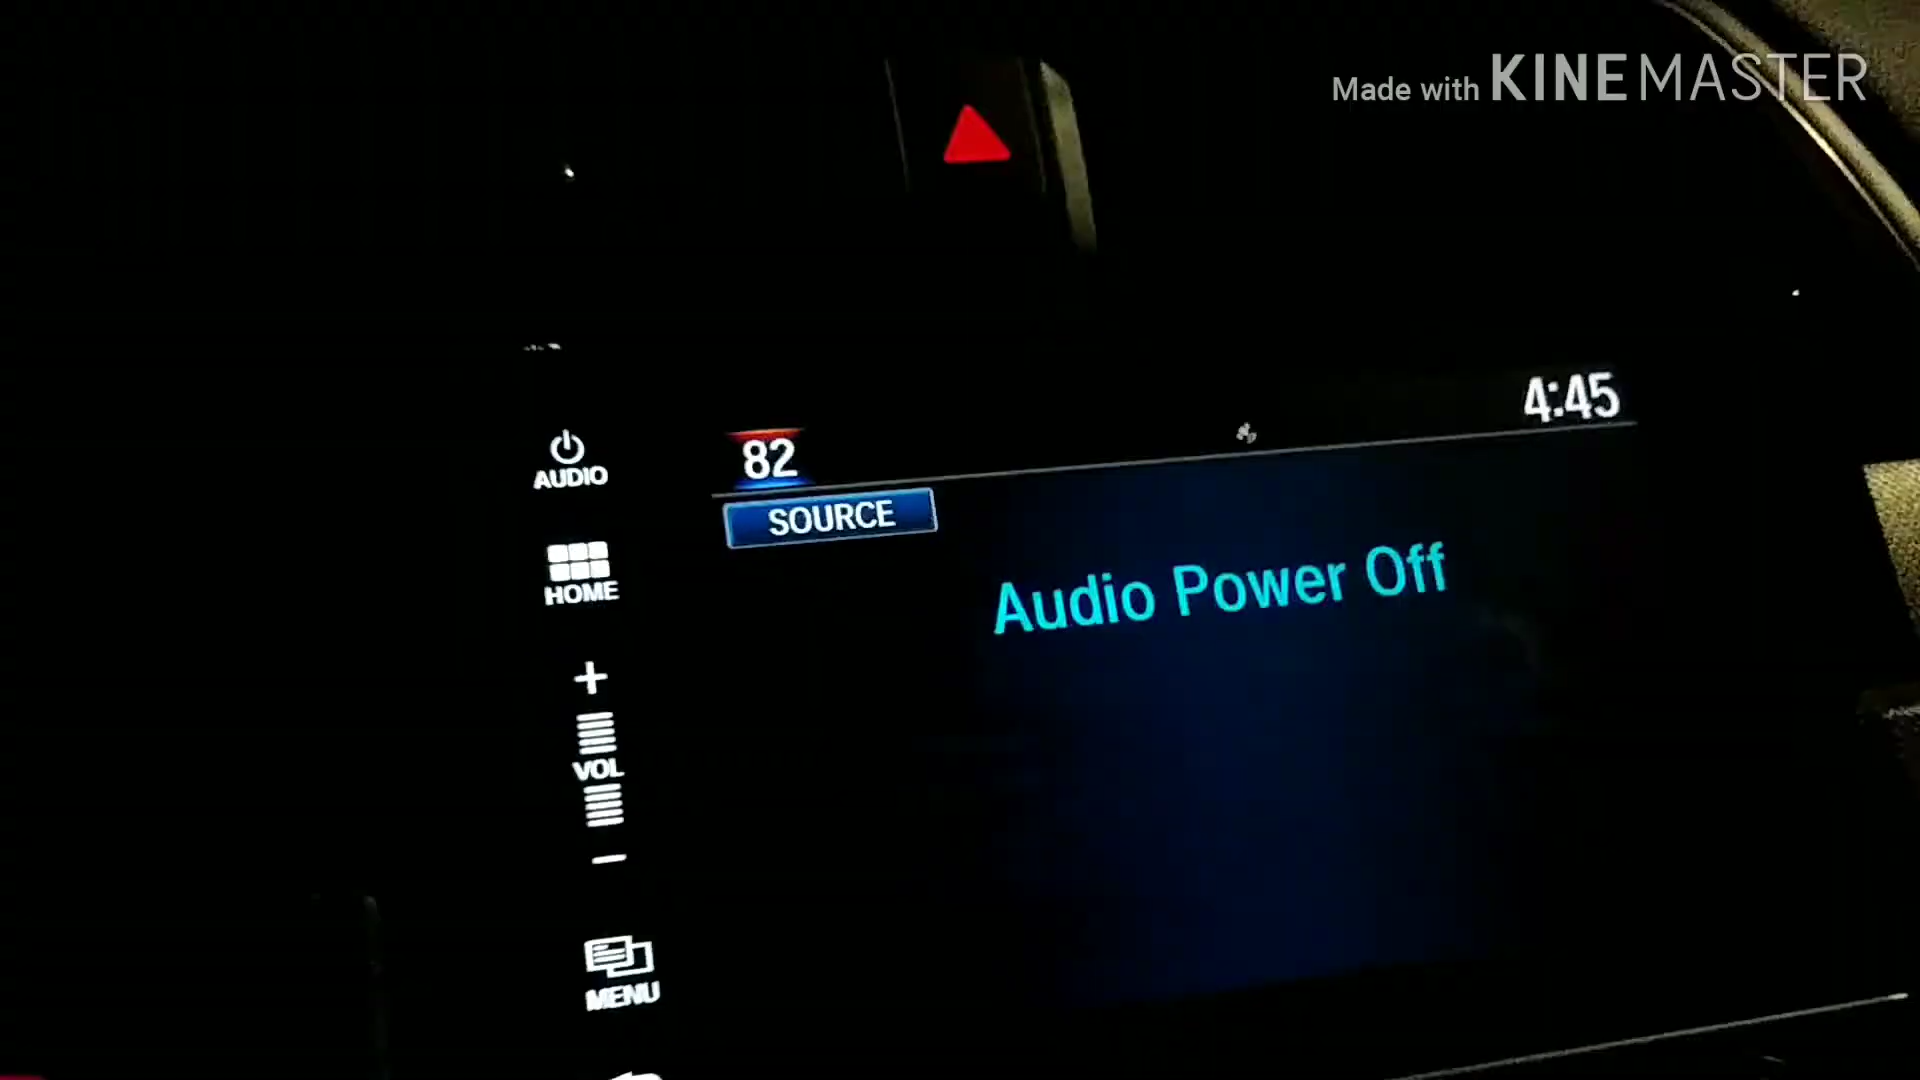 Made with KINEMASTER
4:45
82
AUDIO
SOURCE
Audio Power Off
HOME
+
VOL
−
MENU